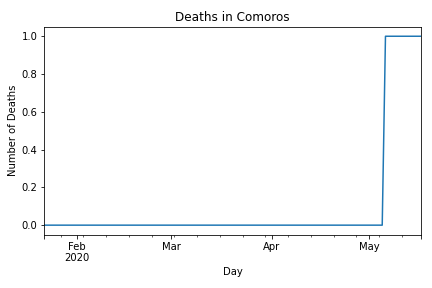 Deaths in Comoros
Number of Deaths
1.0
0.8
0.6
0.4
0.2
0.0
Feb
2020
Mar
Apr
May
Day